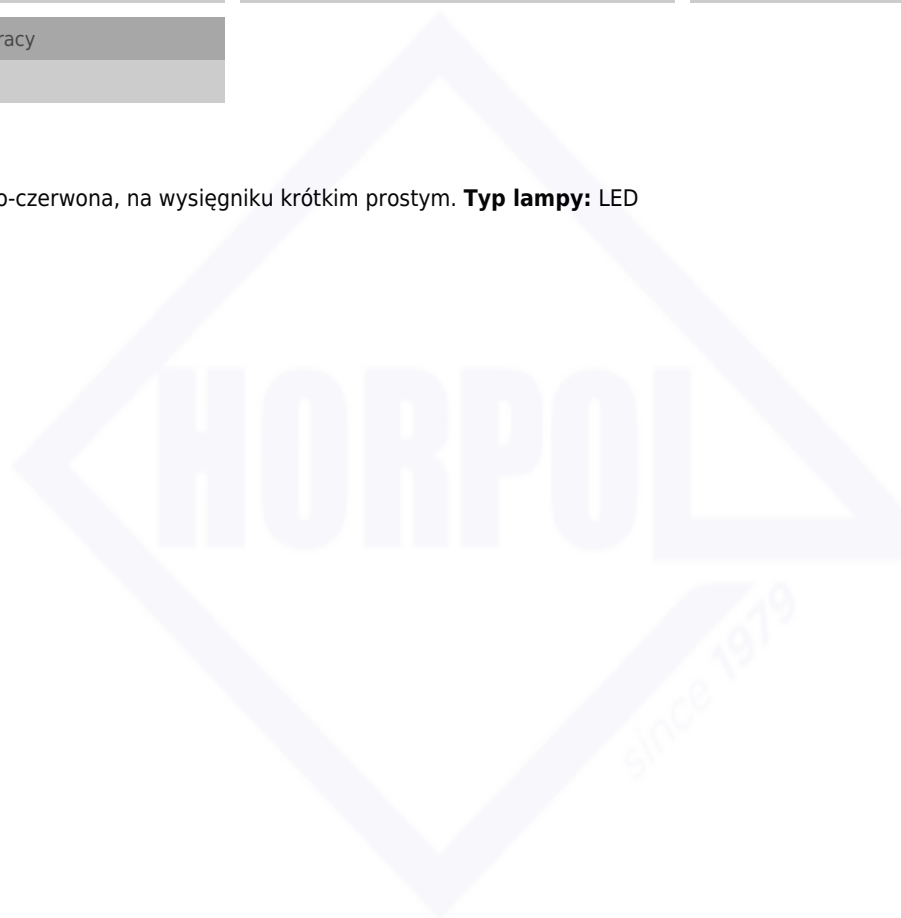 racy
o-czerwona, na wysięgniku krótkim prostym. Typ lampy: LED
HORPOL
since 1979